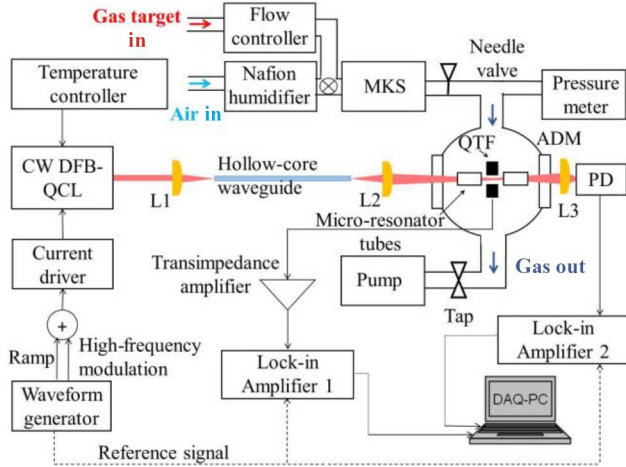 Gas target
in
Flow
controller
Needle
valve
Temperature
controller
Air in
Nafion
humidifier
MKS
Pressure
meter
QTF
ADM
CW DFB-
QCL
Hollow-core
waveguide
L1
L2
L3
PD
Micro-resonator
tubes
Current
driver
Transimpedance
amplifier
Pump
Gas out
Tap
+
Ramp
High-frequency
modulation
Lock-in
Amplifier 1
Lock-in
Amplifier 2
Waveform
generator
DAQ-PC
Reference signal